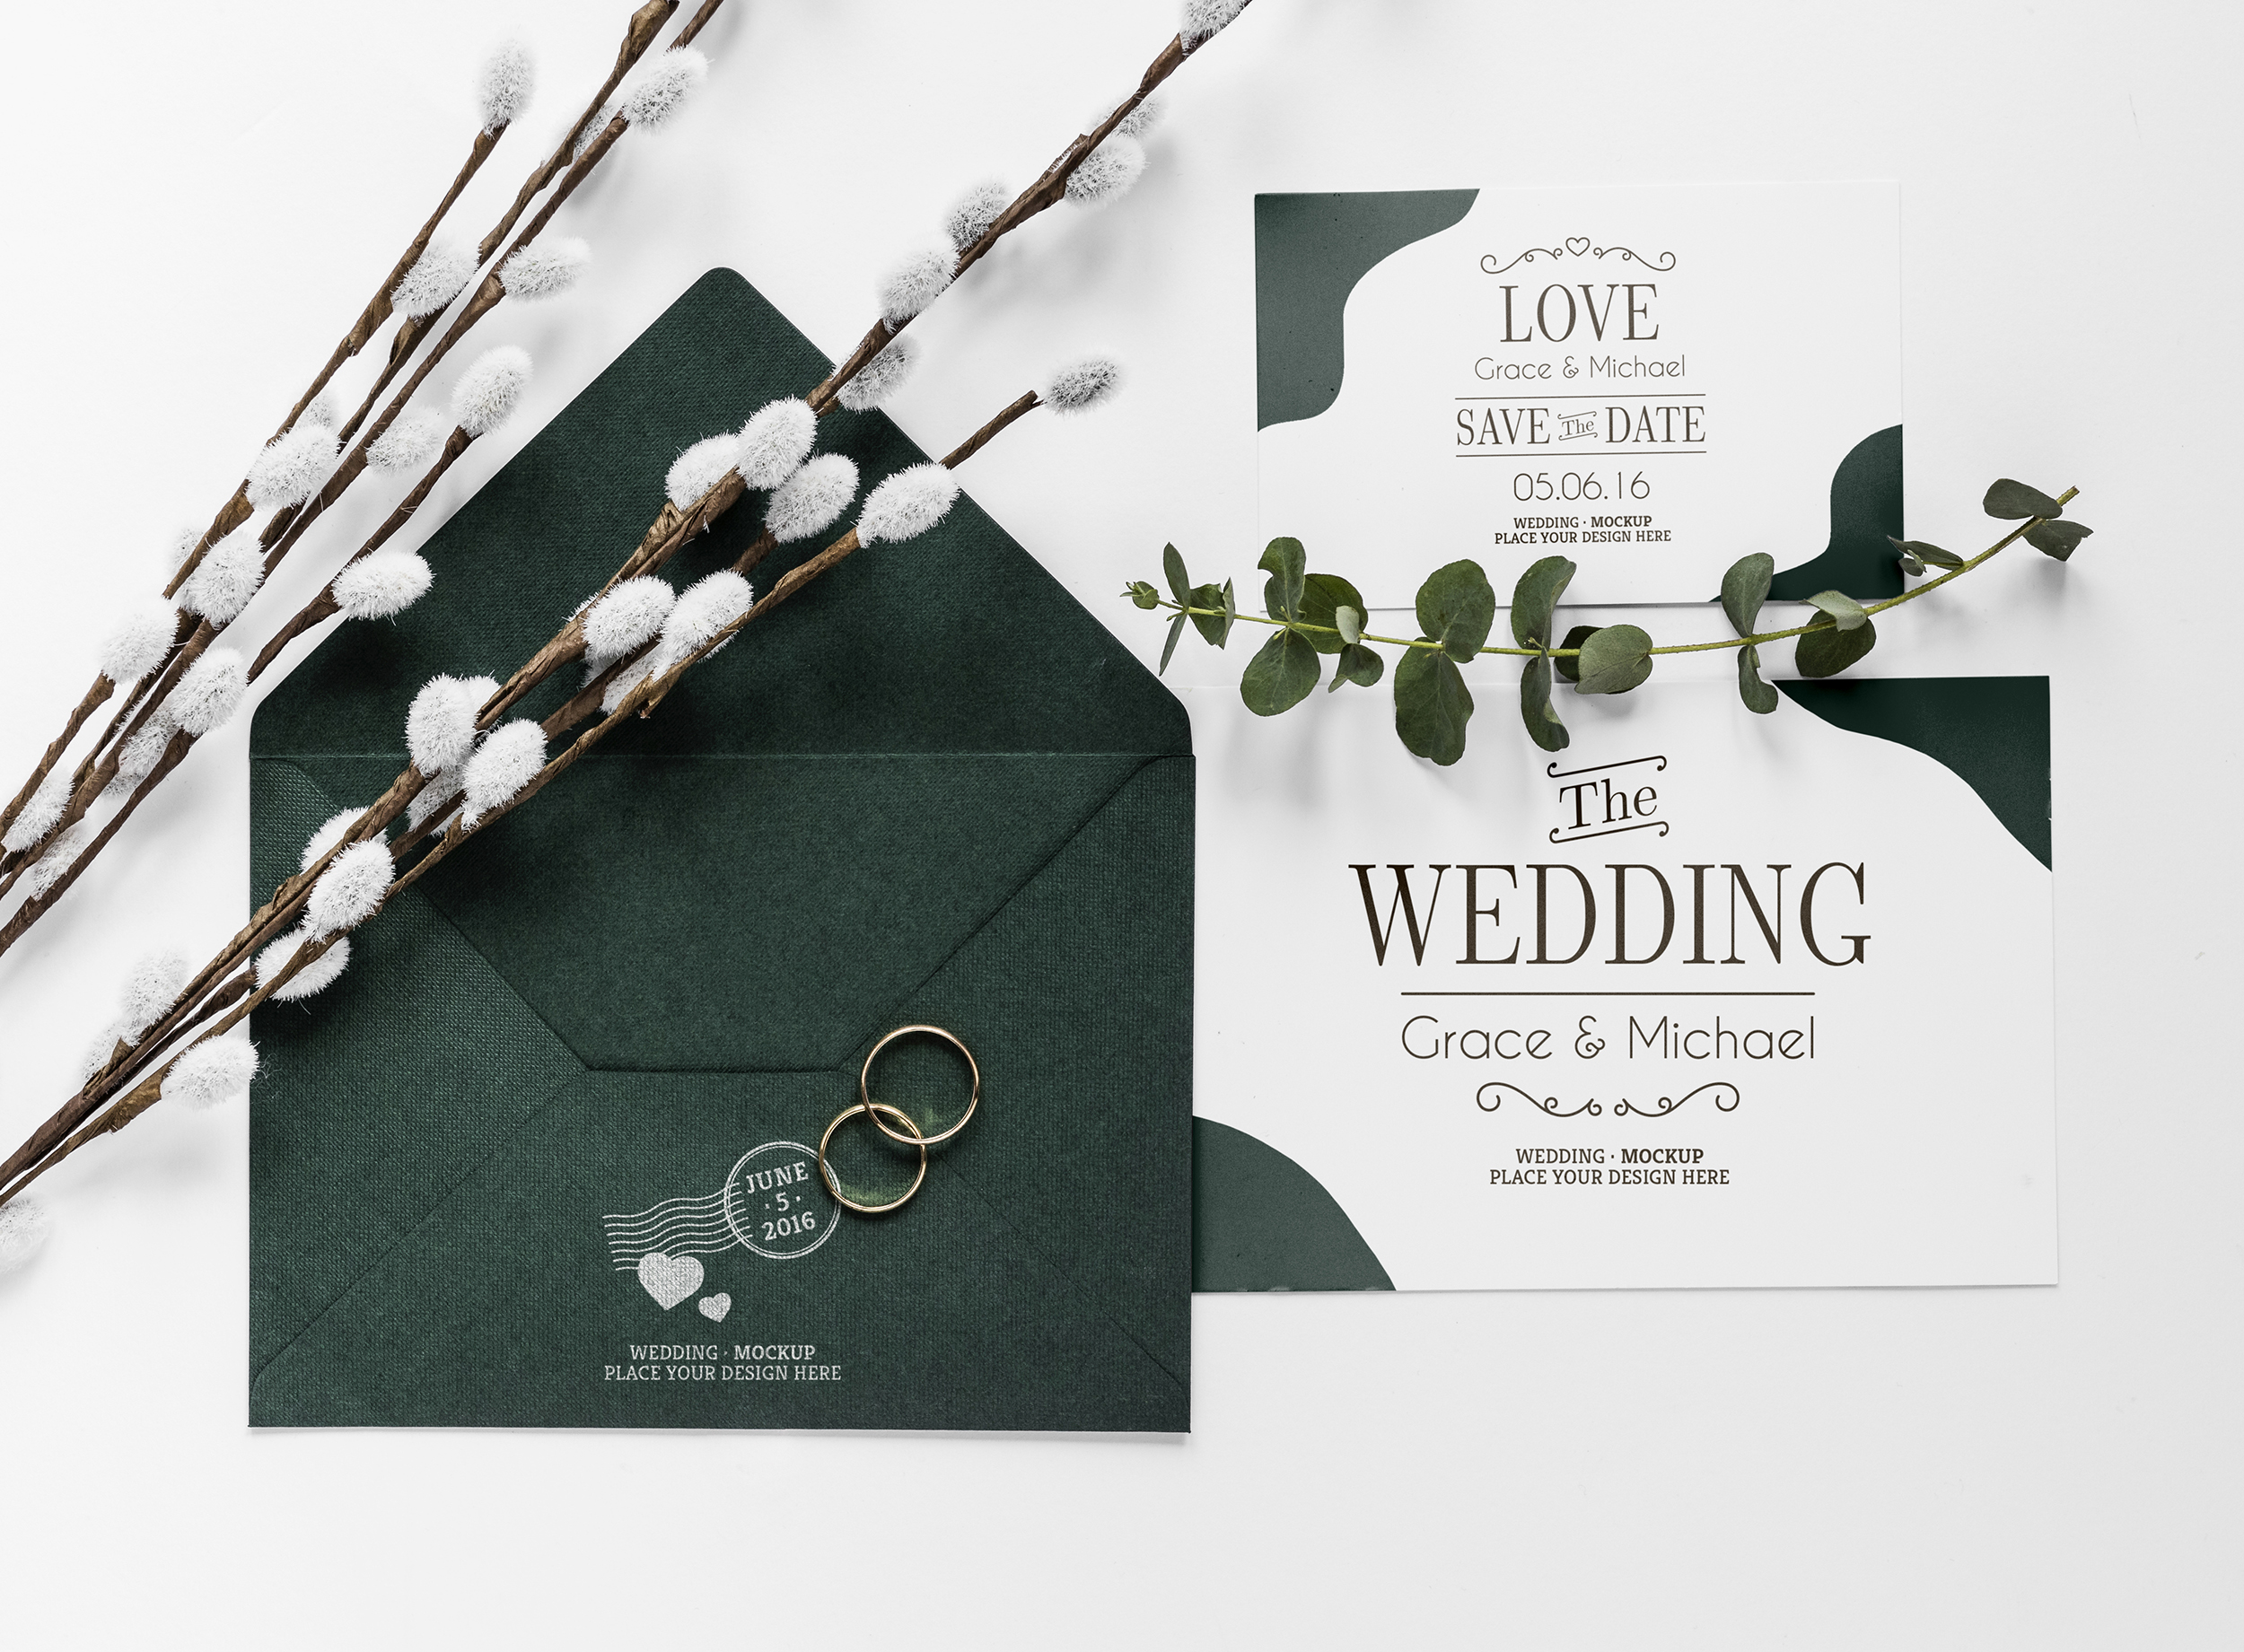 LOVE
Grace & Michael
SAVE The DATE
05.06.16
WEDDING · MOCKUP
PLACE YOUR DESIGN HERE
The
WEDDING
Grace & Michael
WEDDING · MOCKUP
PLACE YOUR DESIGN HERE
JUNE
· 5 ·
2016
WEDDING · MOCKUP
PLACE YOUR DESIGN HERE